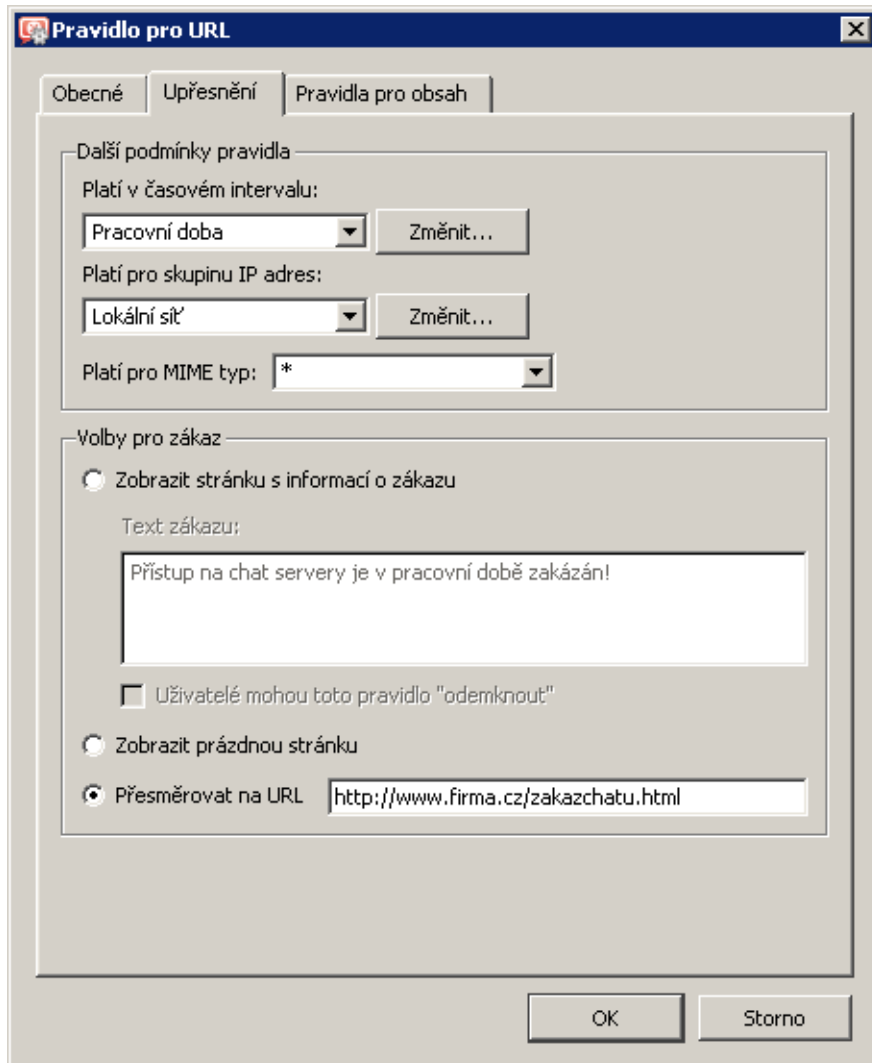 Pravidlo pro URL
Obecné
Upřesnění
Pravidla pro obsah
Další podmínky pravidla
Platí v časovém intervalu:
Pracovní doba
Změnit...
Platí pro skupinu IP adres:
Lokální síť
Změnit...
Platí pro MIME typ:
*
Volby pro zákaz
Zobrazit stránku s informací o zákazu
Text zákazu:
Přístup na chat servery je v pracovní době zakázán!
Uživatelé mohou toto pravidlo "odemknout"
Zobrazit prázdnou stránku
Přesměrovat na URL
http://www.firma.cz/zakazchatu.html
OK
Storno